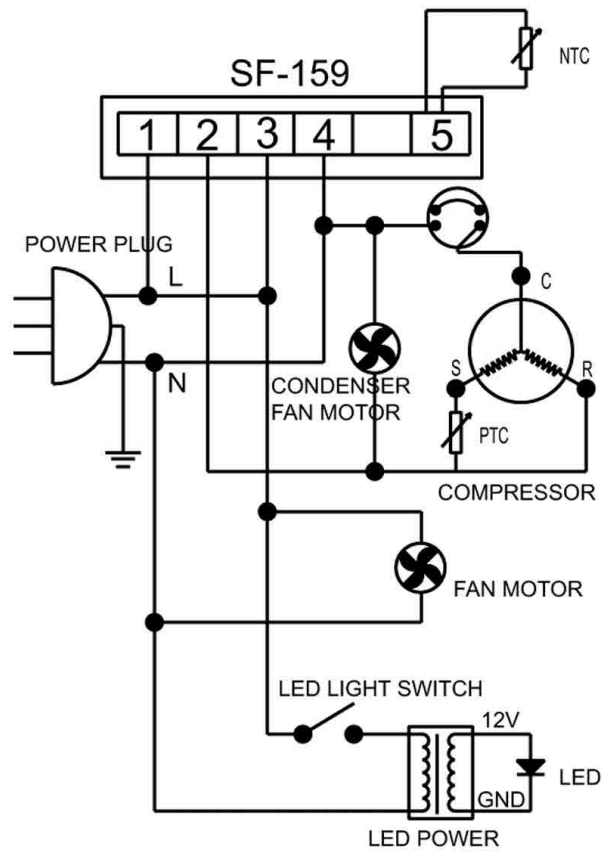 NTC
SF-159
1 2 3 4 5
POWER PLUG
L
C
N
CONDENSER
FAN MOTOR
S
R
PTC
COMPRESSOR
FAN MOTOR
LED LIGHT SWITCH
12V
LED
GND
LED POWER